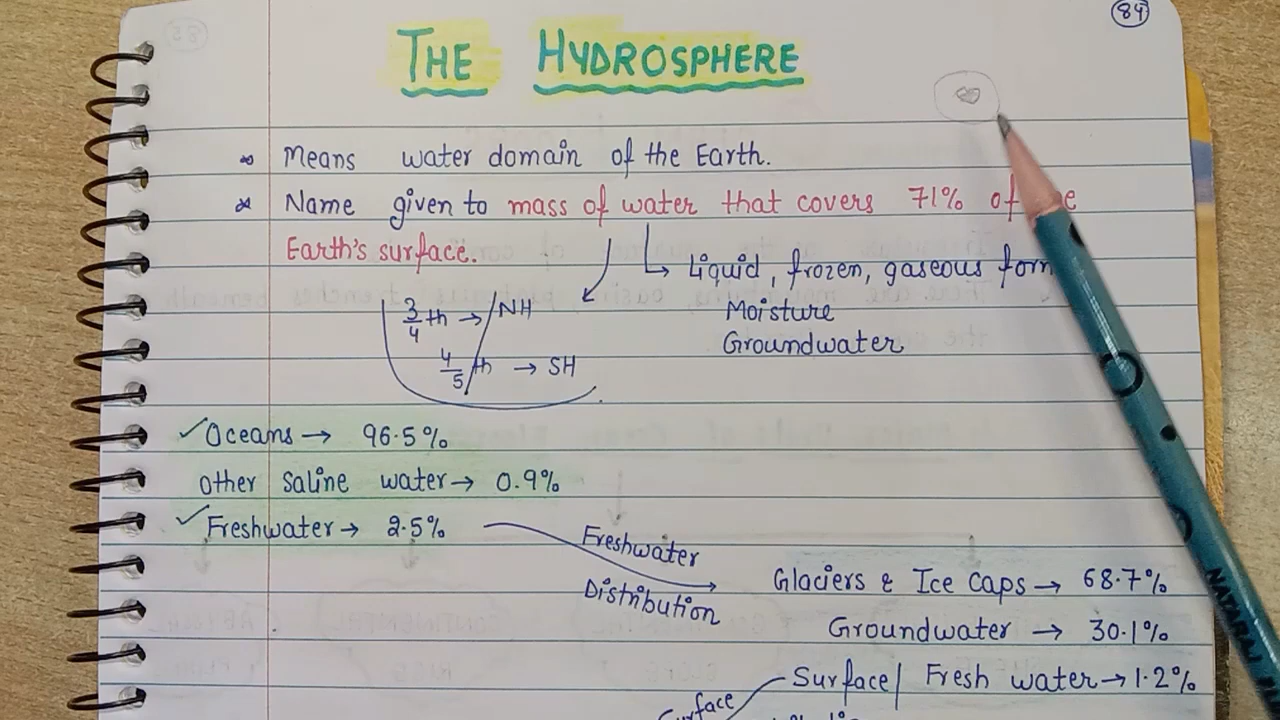 84
THE HYDROSPHERE
Means water domain of the Earth.
Name given to mass of water that covers 71% of
Earth's surface.
Liquid, frozen, gaseous form
3/4 th → NH
Moisture
Groundwater
4/5 th → SH
Oceans → 96.5%
other saline water → 0.9%
Freshwater → 2.5%
Freshwater
Distribution
Glaciers & Ice Caps → 68.7%
Groundwater → 30.1%
Surface/ Fresh water → 1.2%
Surface
NATARAJ